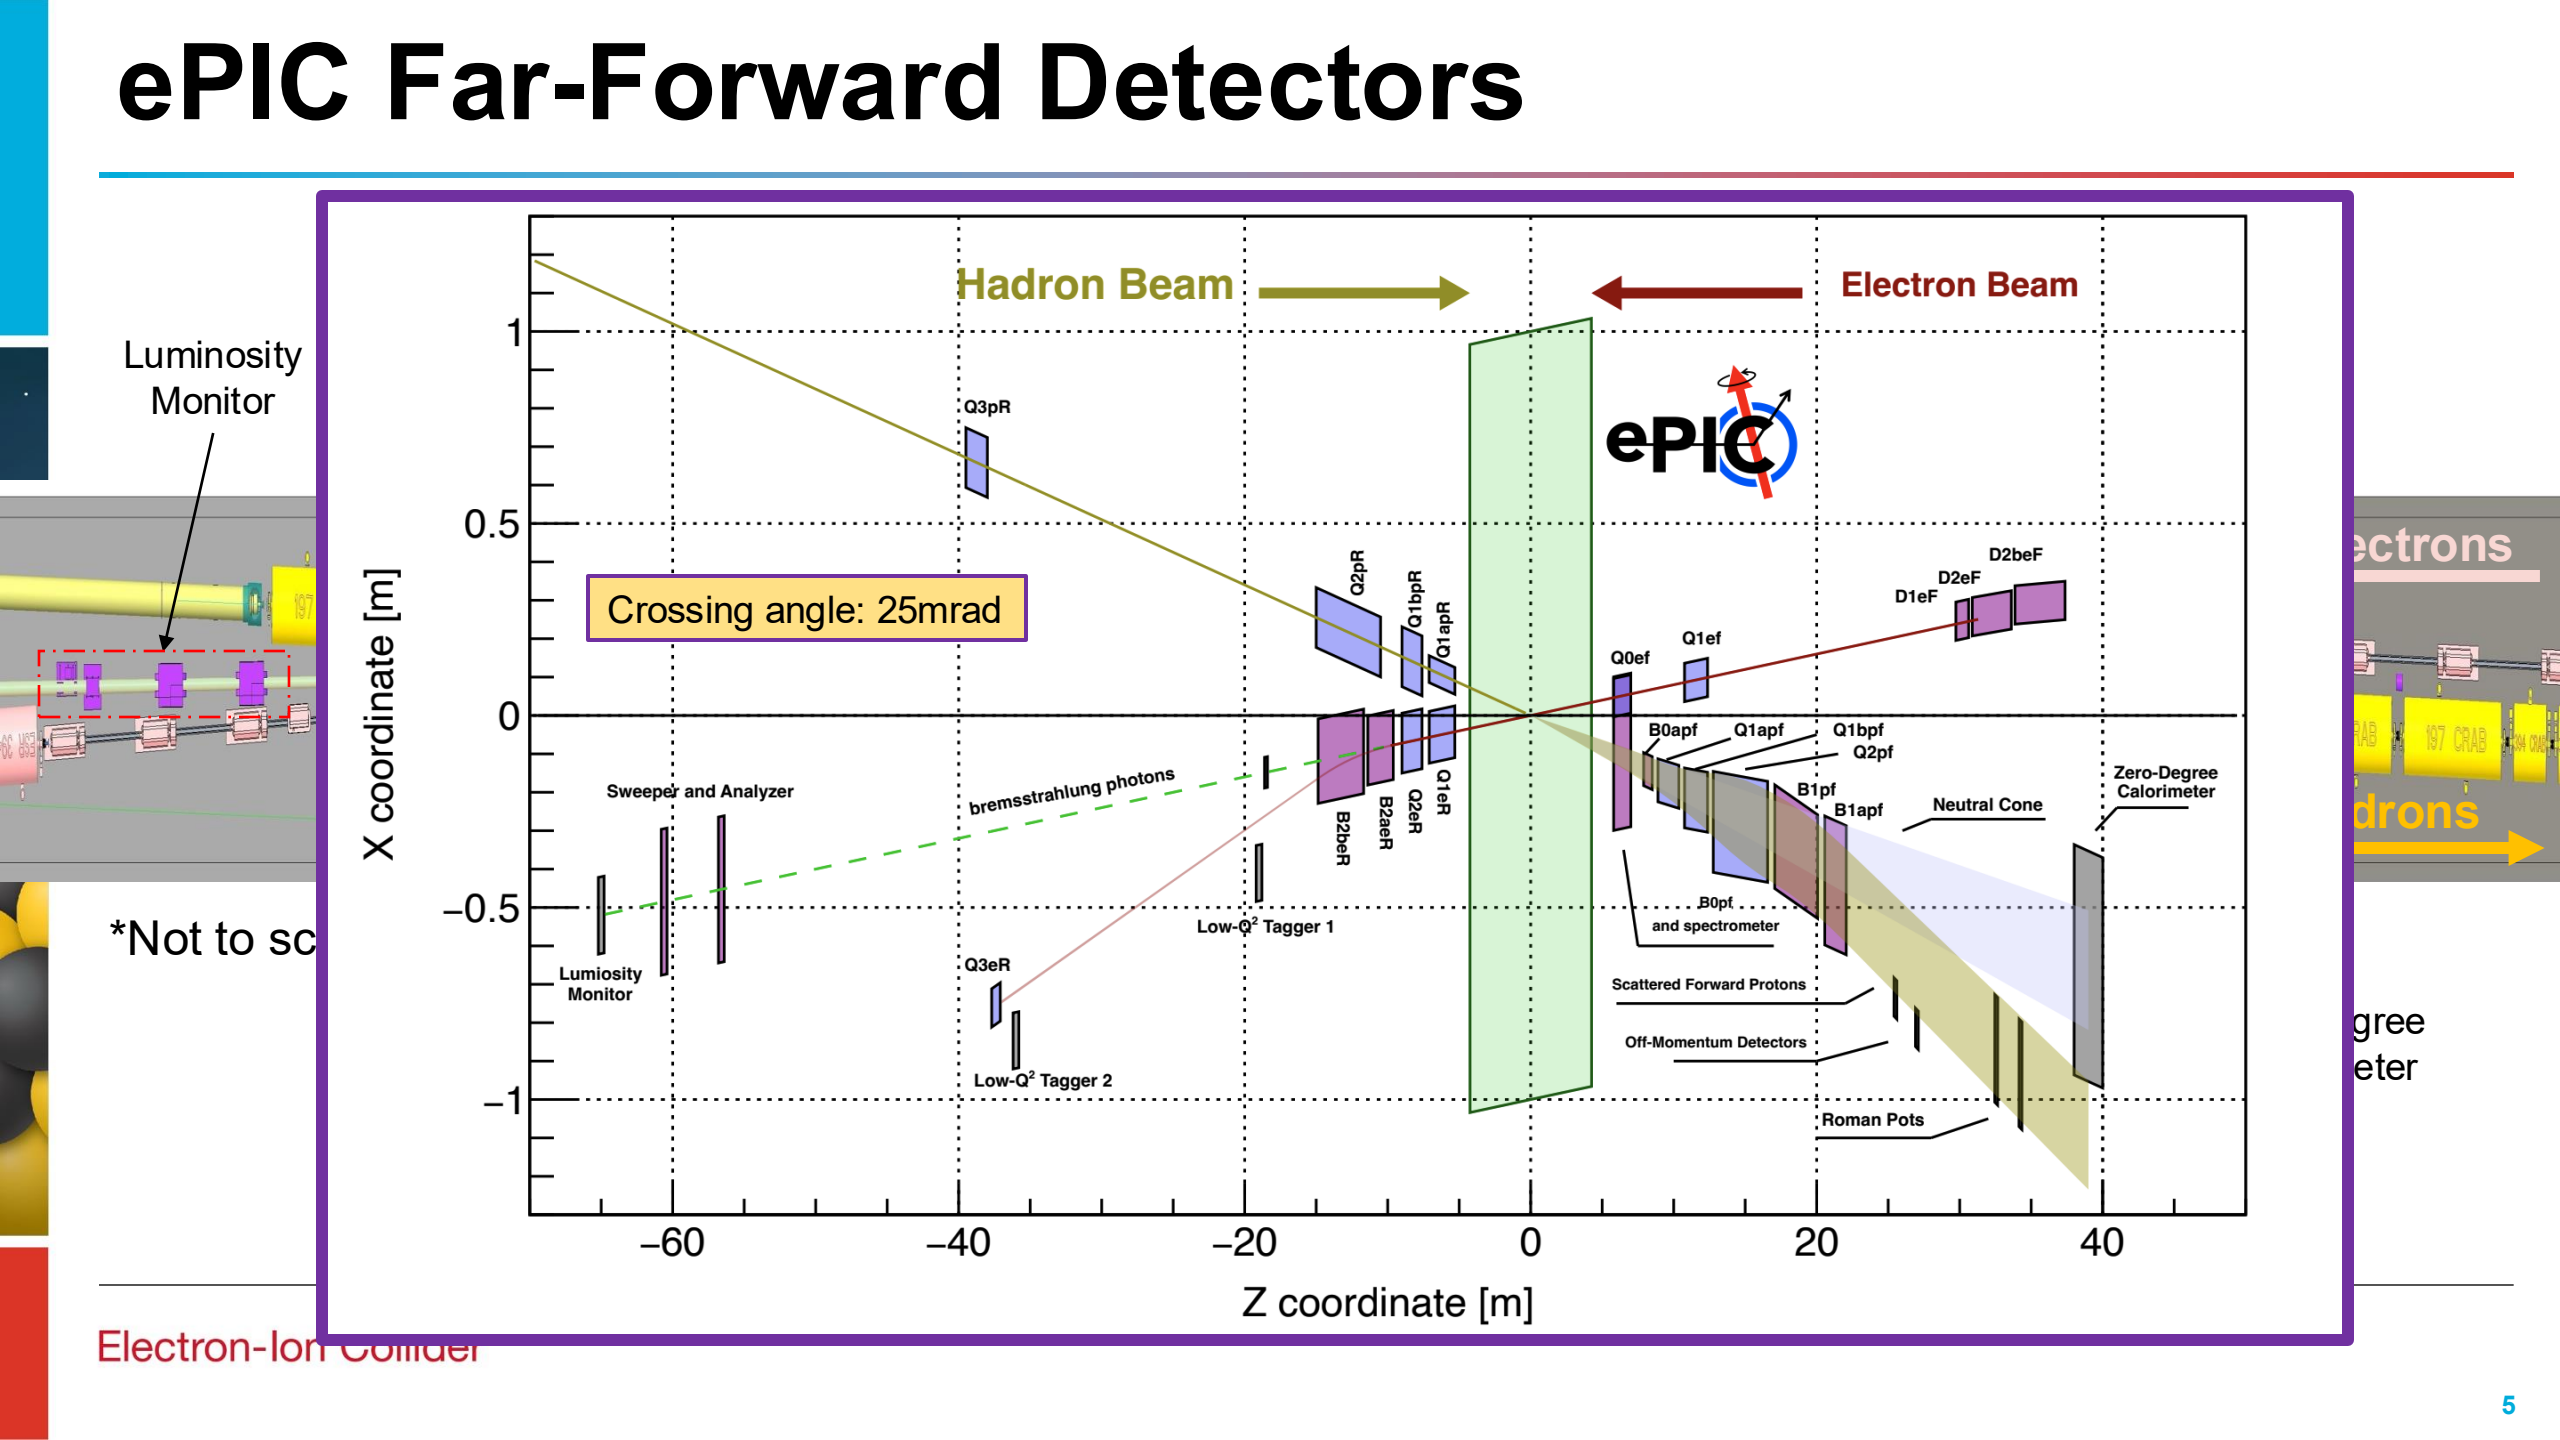 ePIC Far-Forward Detectors
Luminosity
Monitor
Hadron Beam
Electron Beam
ePIC
Crossing angle: 25mrad
X coordinate [m]
1
0.5
0
−0.5
−1
Q3pR
Q2pR
Q1bpR
Q1apR
Q0ef
Q1ef
D1eF
D2eF
D2beF
B0apf
Q1apf
Q1bpf
Q2pf
B1pf
B1apf
Neutral Cone
Zero-Degree
Calorimeter
Sweeper and Analyzer
bremsstrahlung photons
B2beR
B2aeR
Q2eR
Q1eR
Low-Q² Tagger 1
B0pf
and spectrometer
Lumiosity
Monitor
Q3eR
Low-Q² Tagger 2
Scattered Forward Protons
Off-Momentum Detectors
Roman Pots
−60
−40
−20
0
20
40
Z coordinate [m]
197
ectrons
RAB
197 CRAB
drons
*Not to sc
gree
eter
Electron-Ion Collider
5